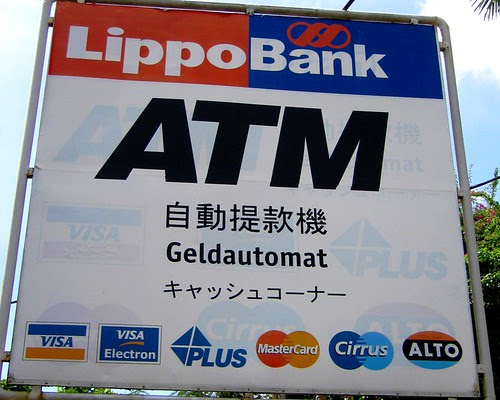 LippoBank
ATM
自動提款機
Geldautomat
キャッシュコーナー
VISA VISA Electron PLUS MasterCard Cirrus ALTO